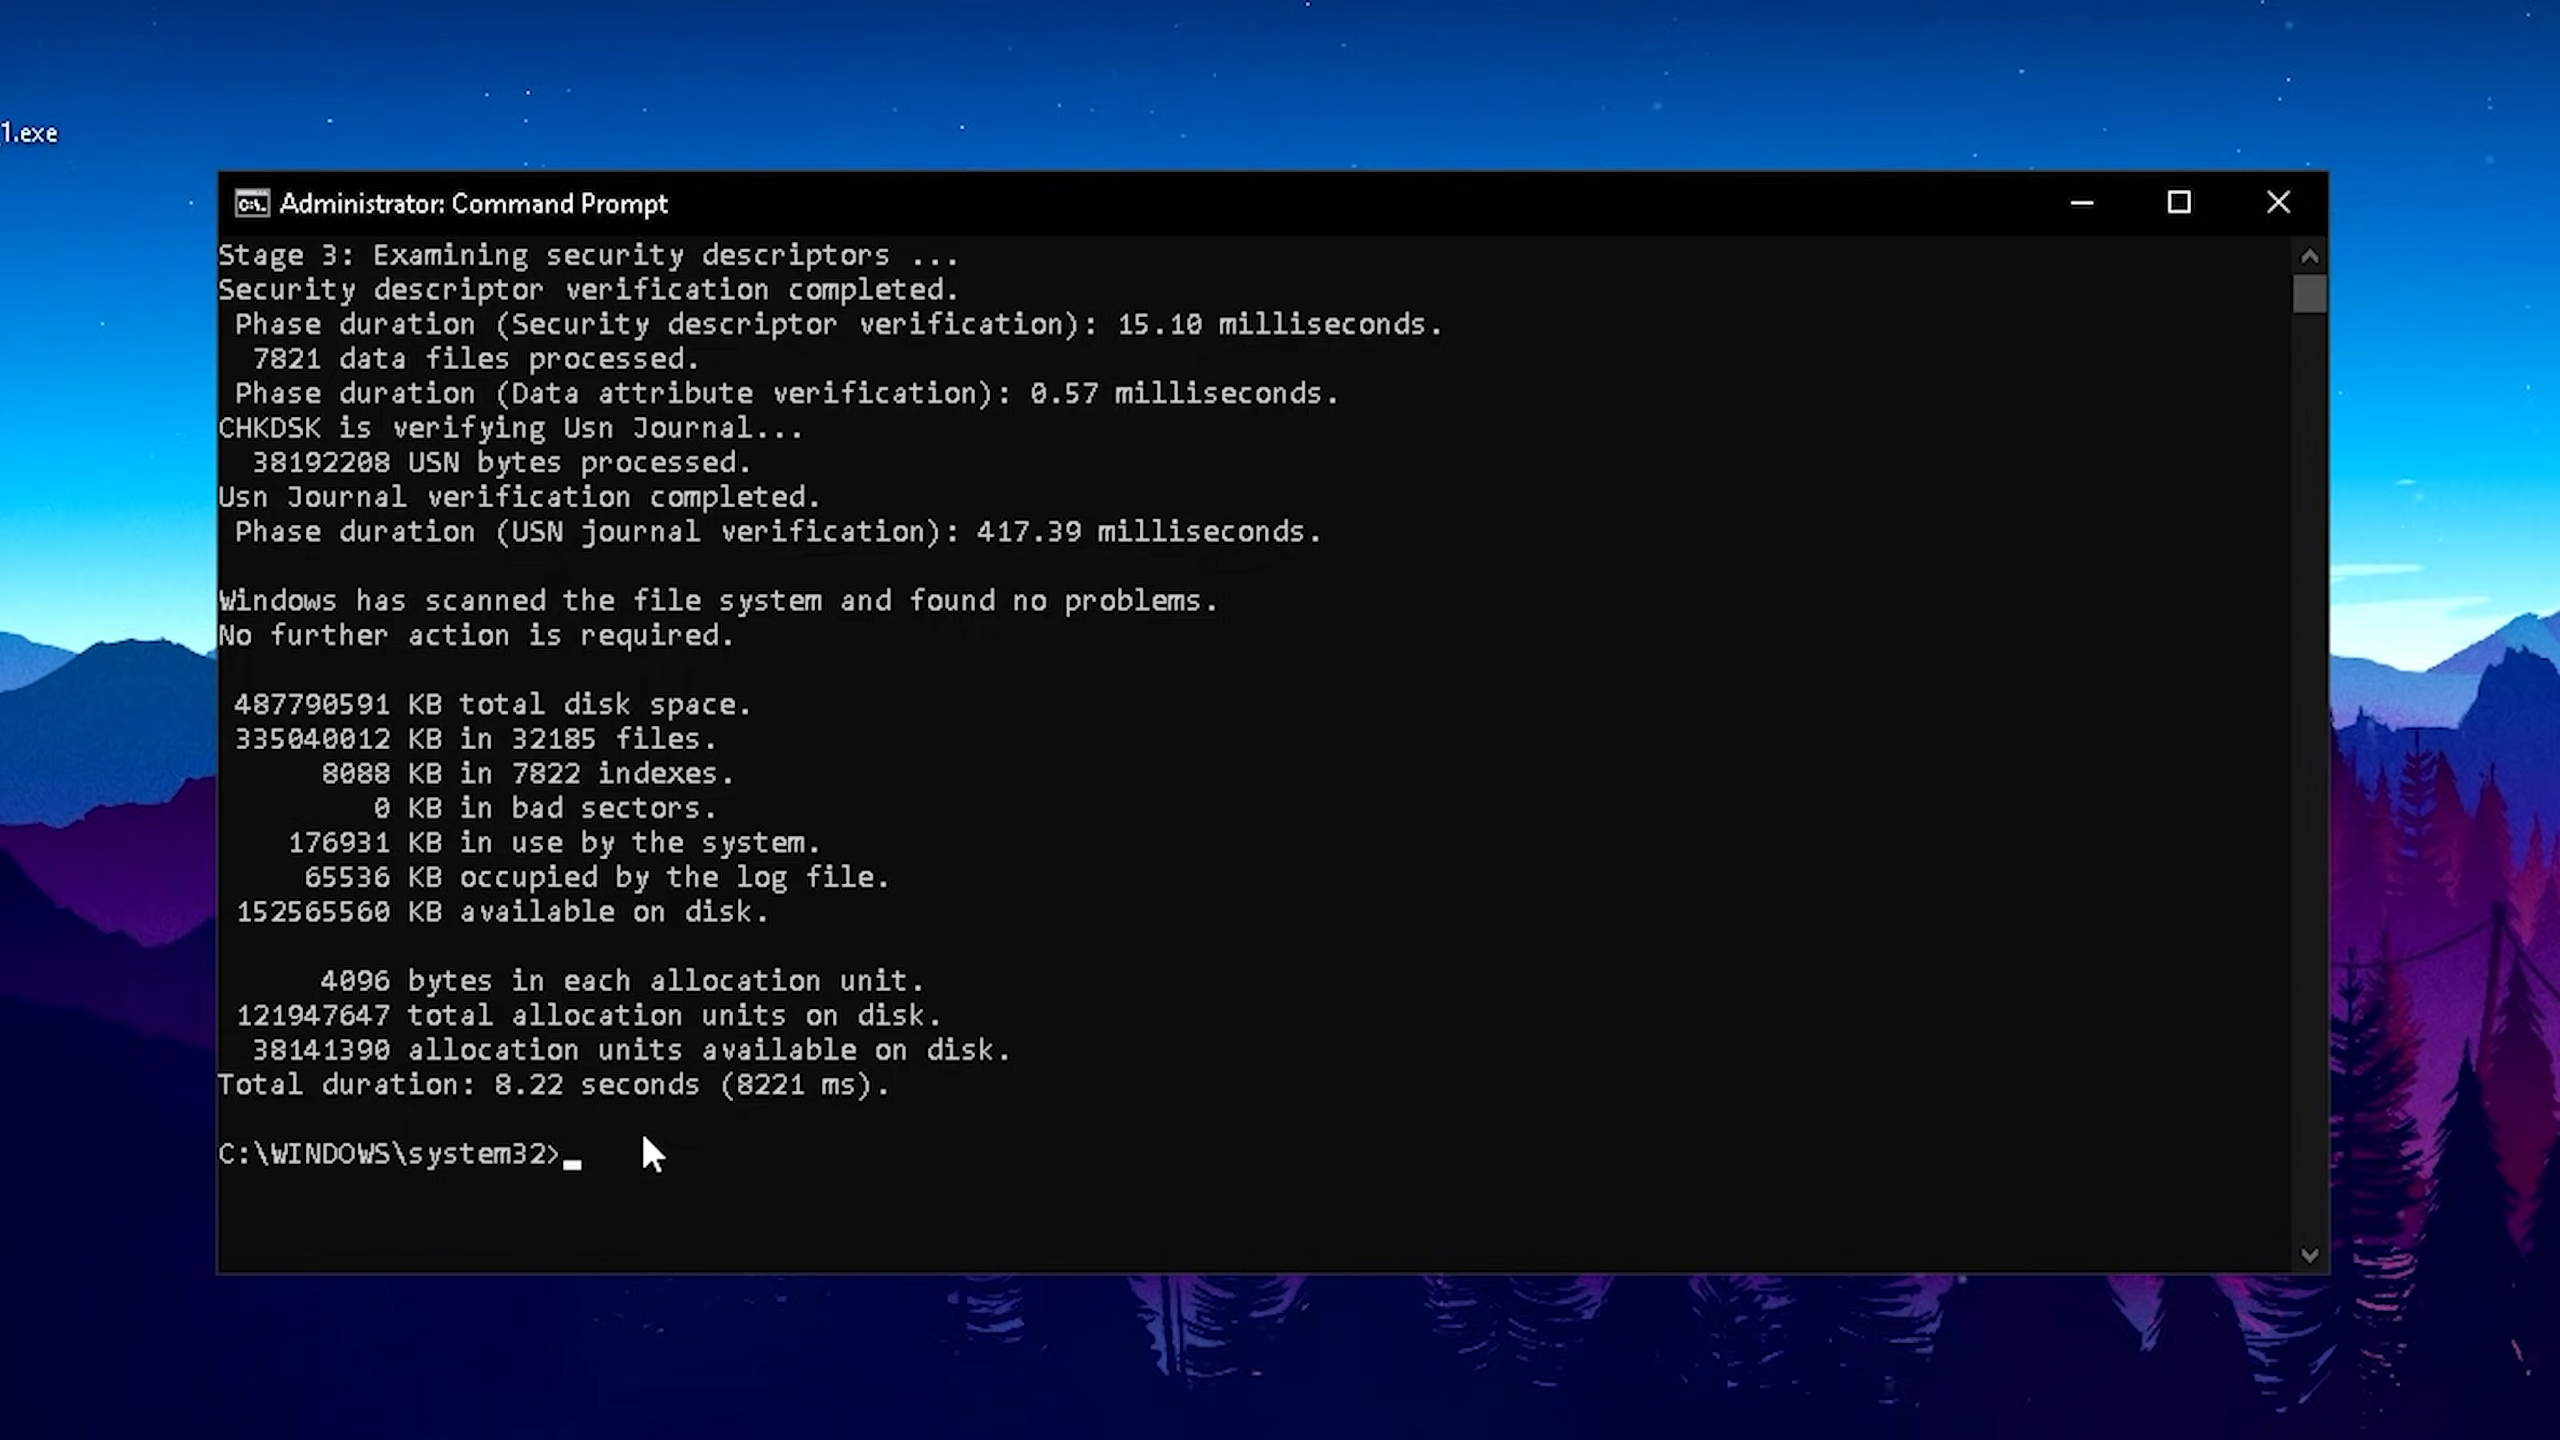 1.exe
Administrator: Command Prompt
Stage 3: Examining security descriptors ...
Security descriptor verification completed.
 Phase duration (Security descriptor verification): 15.10 milliseconds.
  7821 data files processed.
 Phase duration (Data attribute verification): 0.57 milliseconds.
CHKDSK is verifying Usn Journal...
  38192208 USN bytes processed.
Usn Journal verification completed.
 Phase duration (USN journal verification): 417.39 milliseconds.
Windows has scanned the file system and found no problems.
No further action is required.
 487790591 KB total disk space.
 335040012 KB in 32185 files.
      8088 KB in 7822 indexes.
         0 KB in bad sectors.
    176931 KB in use by the system.
     65536 KB occupied by the log file.
 152565560 KB available on disk.
      4096 bytes in each allocation unit.
 121947647 total allocation units on disk.
  38141390 allocation units available on disk.
Total duration: 8.22 seconds (8221 ms).
C:\WINDOWS\system32>